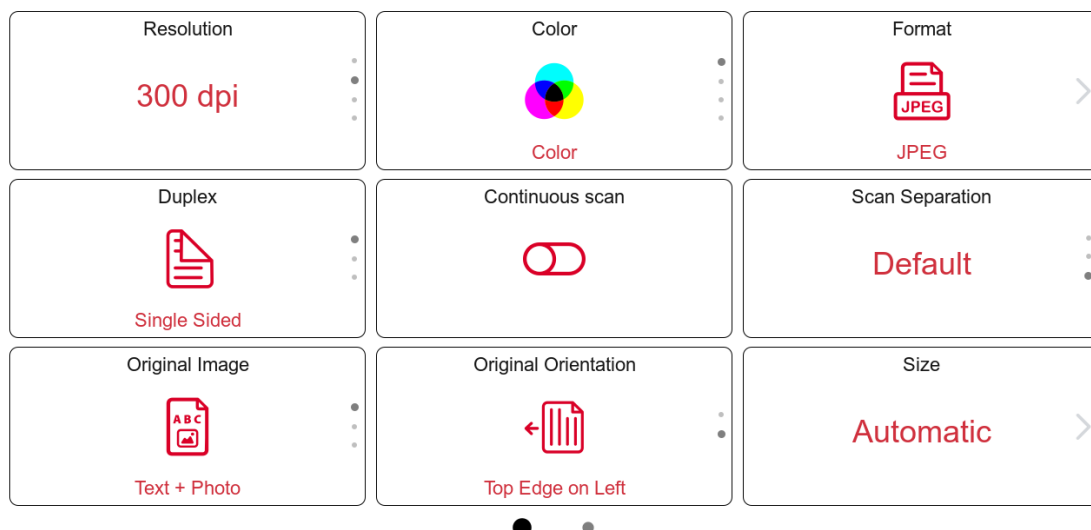 Resolution
Color
Format
300 dpi
JPEG
Color
JPEG
Duplex
Continuous scan
Scan Separation
Default
Single Sided
Original Image
Original Orientation
Size
ABC
Automatic
Text + Photo
Top Edge on Left